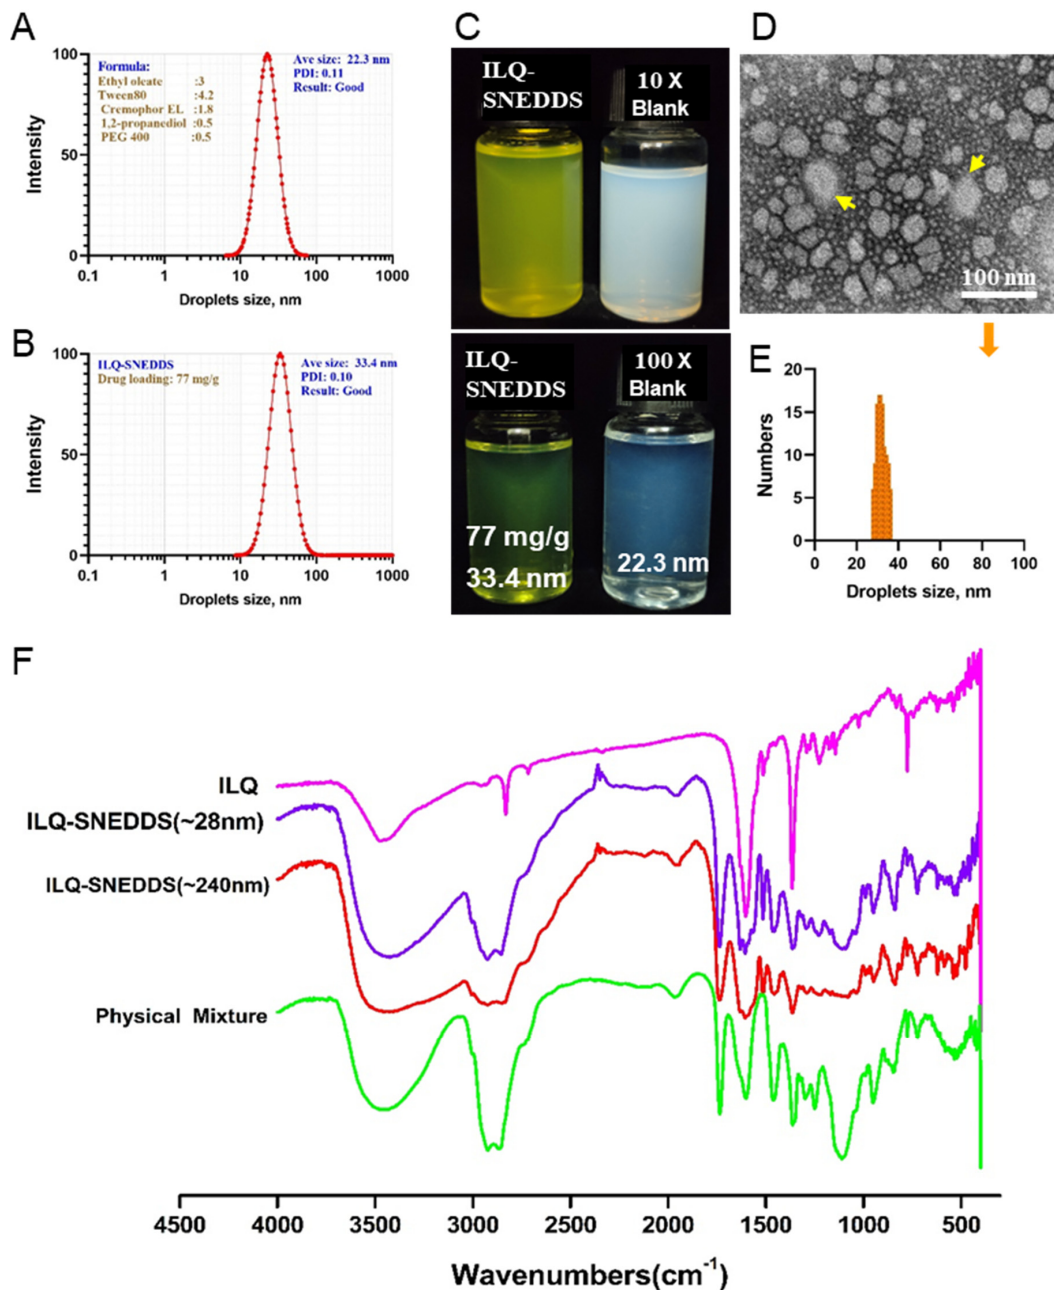 A
Intensity
100
50
0
0.1
1
10
100
1000
Droplets size, nm
Formula:
Ethyl oleate :3
Tween80 :4.2
Cremophor EL :1.8
1,2-propanediol :0.5
PEG 400 :0.5
Ave size: 22.3 nm
PDI: 0.11
Result: Good
B
Intensity
100
50
0
0.1
1
10
100
1000
Droplets size, nm
ILQ-SNEDDS
Drug loading: 77 mg/g
Ave size: 33.4 nm
PDI: 0.10
Result: Good
C
ILQ-
SNEDDS
10 X
Blank
ILQ-
SNEDDS
100 X
Blank
77 mg/g
33.4 nm
22.3 nm
D
100 nm
E
Numbers
20
15
10
5
0
0
20
40
60
80
100
Droplets size, nm
F
ILQ
ILQ-SNEDDS(~28nm)
ILQ-SNEDDS(~240nm)
Physical Mixture
4500
4000
3500
3000
2500
2000
1500
1000
500
Wavenumbers(cm⁻¹)